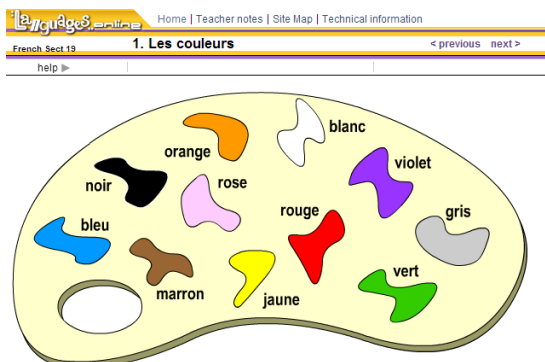 Languages online
Home | Teacher notes | Site Map | Technical information
French Sect 19
1. Les couleurs
< previous next >
help
blanc
orange
violet
noir
rose
rouge
gris
bleu
vert
marron
jaune